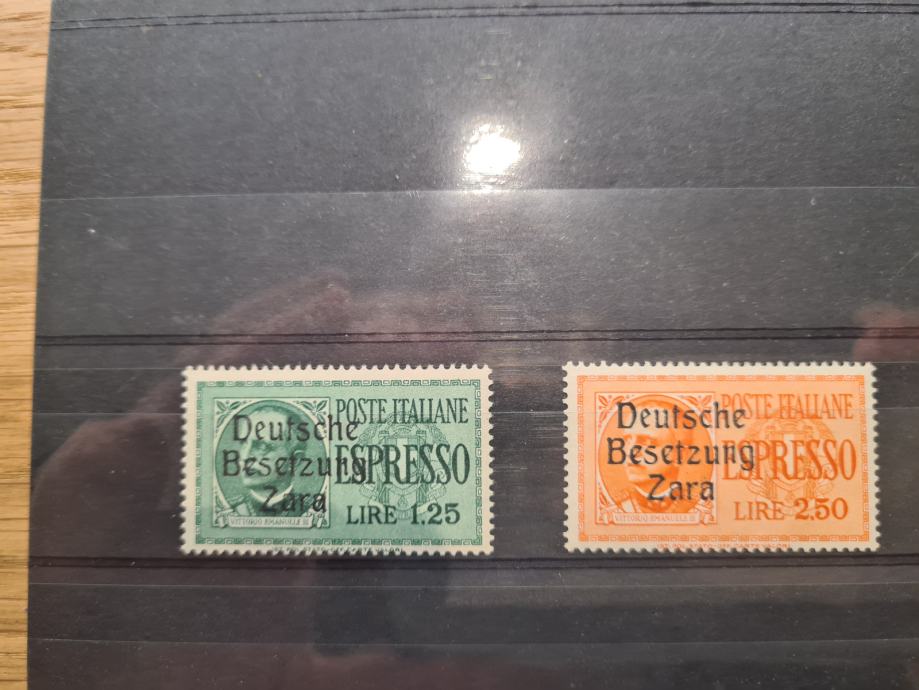 POSTE ITALIANE
ESPRESSO
LIRE 1.25
VITTORIO EMANUELE III
Deutsche
Besetzung
Zara
POSTE ITALIANE
ESPRESSO
LIRE 2,50
VITTORIO EMANUELE III
Deutsche
Besetzung
Zara